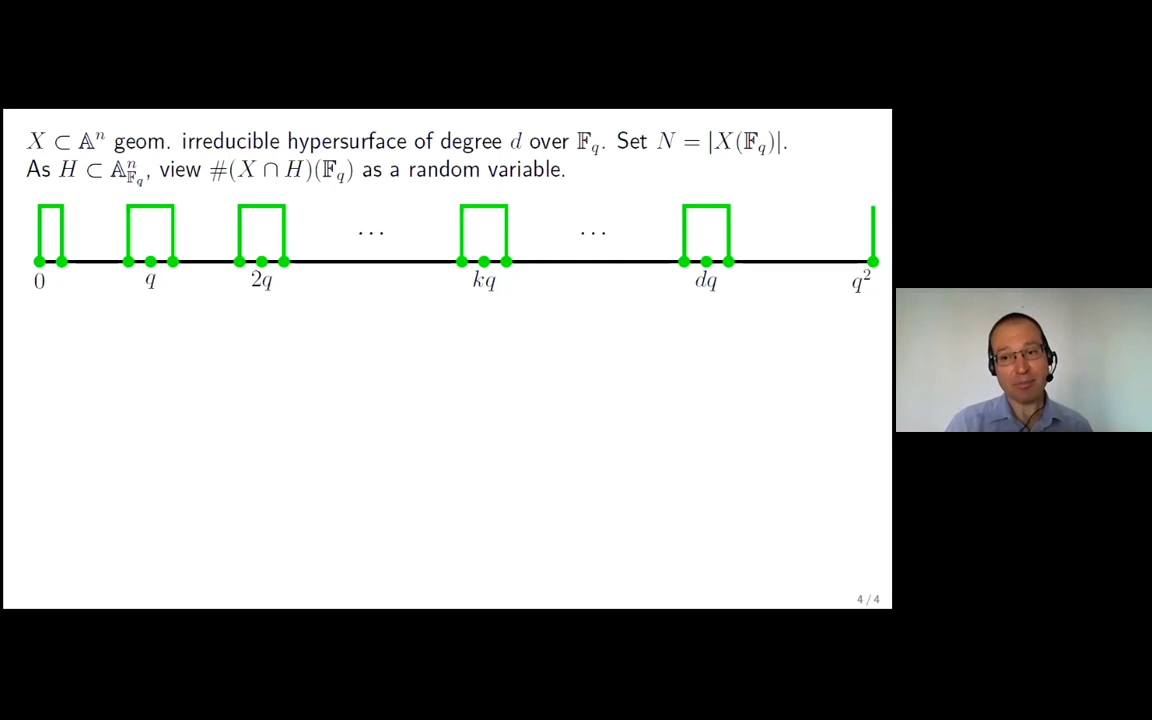 X ⊂ 𝔸ⁿ geom. irreducible hypersurface of degree d over 𝔽_q. Set N = |X(𝔽_q)|.
As H ⊂ 𝔸ⁿ_{𝔽_q}, view #(X ∩ H)(𝔽_q) as a random variable.
... ...
0 q 2q kq dq q²
4 / 4